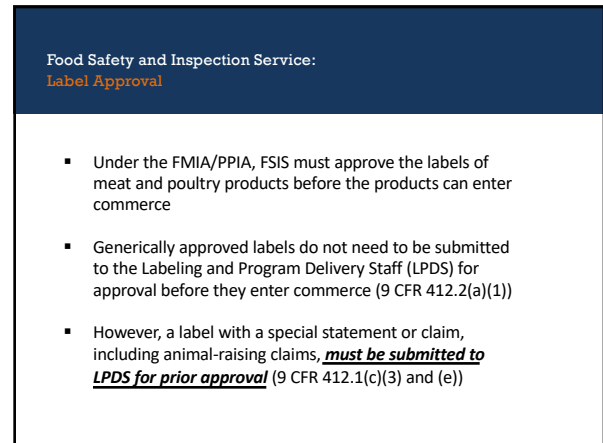 Food Safety and Inspection Service:
Label Approval
▪ Under the FMIA/PPIA, FSIS must approve the labels of
meat and poultry products before the products can enter
commerce
▪ Generically approved labels do not need to be submitted
to the Labeling and Program Delivery Staff (LPDS) for
approval before they enter commerce (9 CFR 412.2(a)(1))
▪ However, a label with a special statement or claim,
including animal-raising claims, must be submitted to
LPDS for prior approval (9 CFR 412.1(c)(3) and (e))